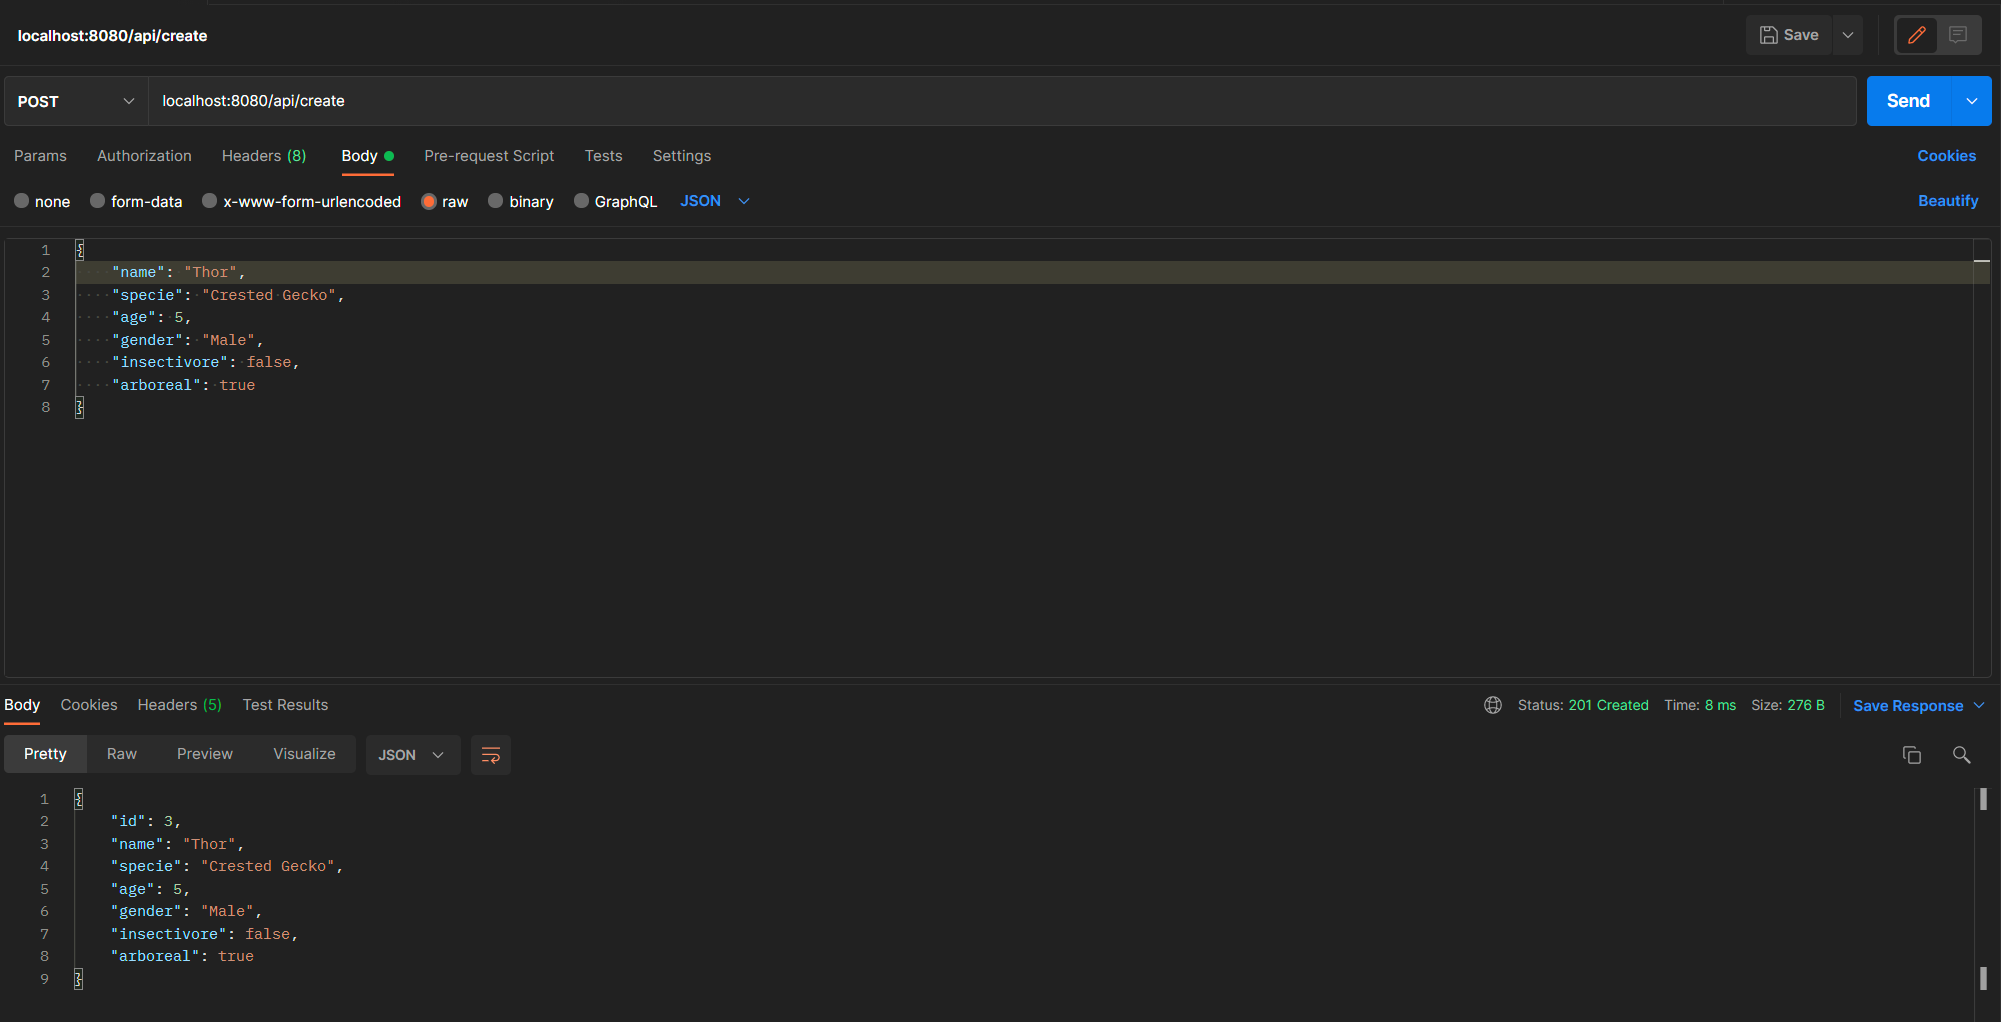 localhost:8080/api/create
Save
POST localhost:8080/api/create Send
Params Authorization Headers (8) Body Pre-request Script Tests Settings Cookies
none form-data x-www-form-urlencoded raw binary GraphQL JSON Beautify
1 {
2 "name": "Thor",
3 "specie": "Crested Gecko",
4 "age": 5,
5 "gender": "Male",
6 "insectivore": false,
7 "arboreal": true
8 }
Body Cookies Headers (5) Test Results Status: 201 Created Time: 8 ms Size: 276 B Save Response
Pretty Raw Preview Visualize JSON
1 {
2 "id": 3,
3 "name": "Thor",
4 "specie": "Crested Gecko",
5 "age": 5,
6 "gender": "Male",
7 "insectivore": false,
8 "arboreal": true
9 }